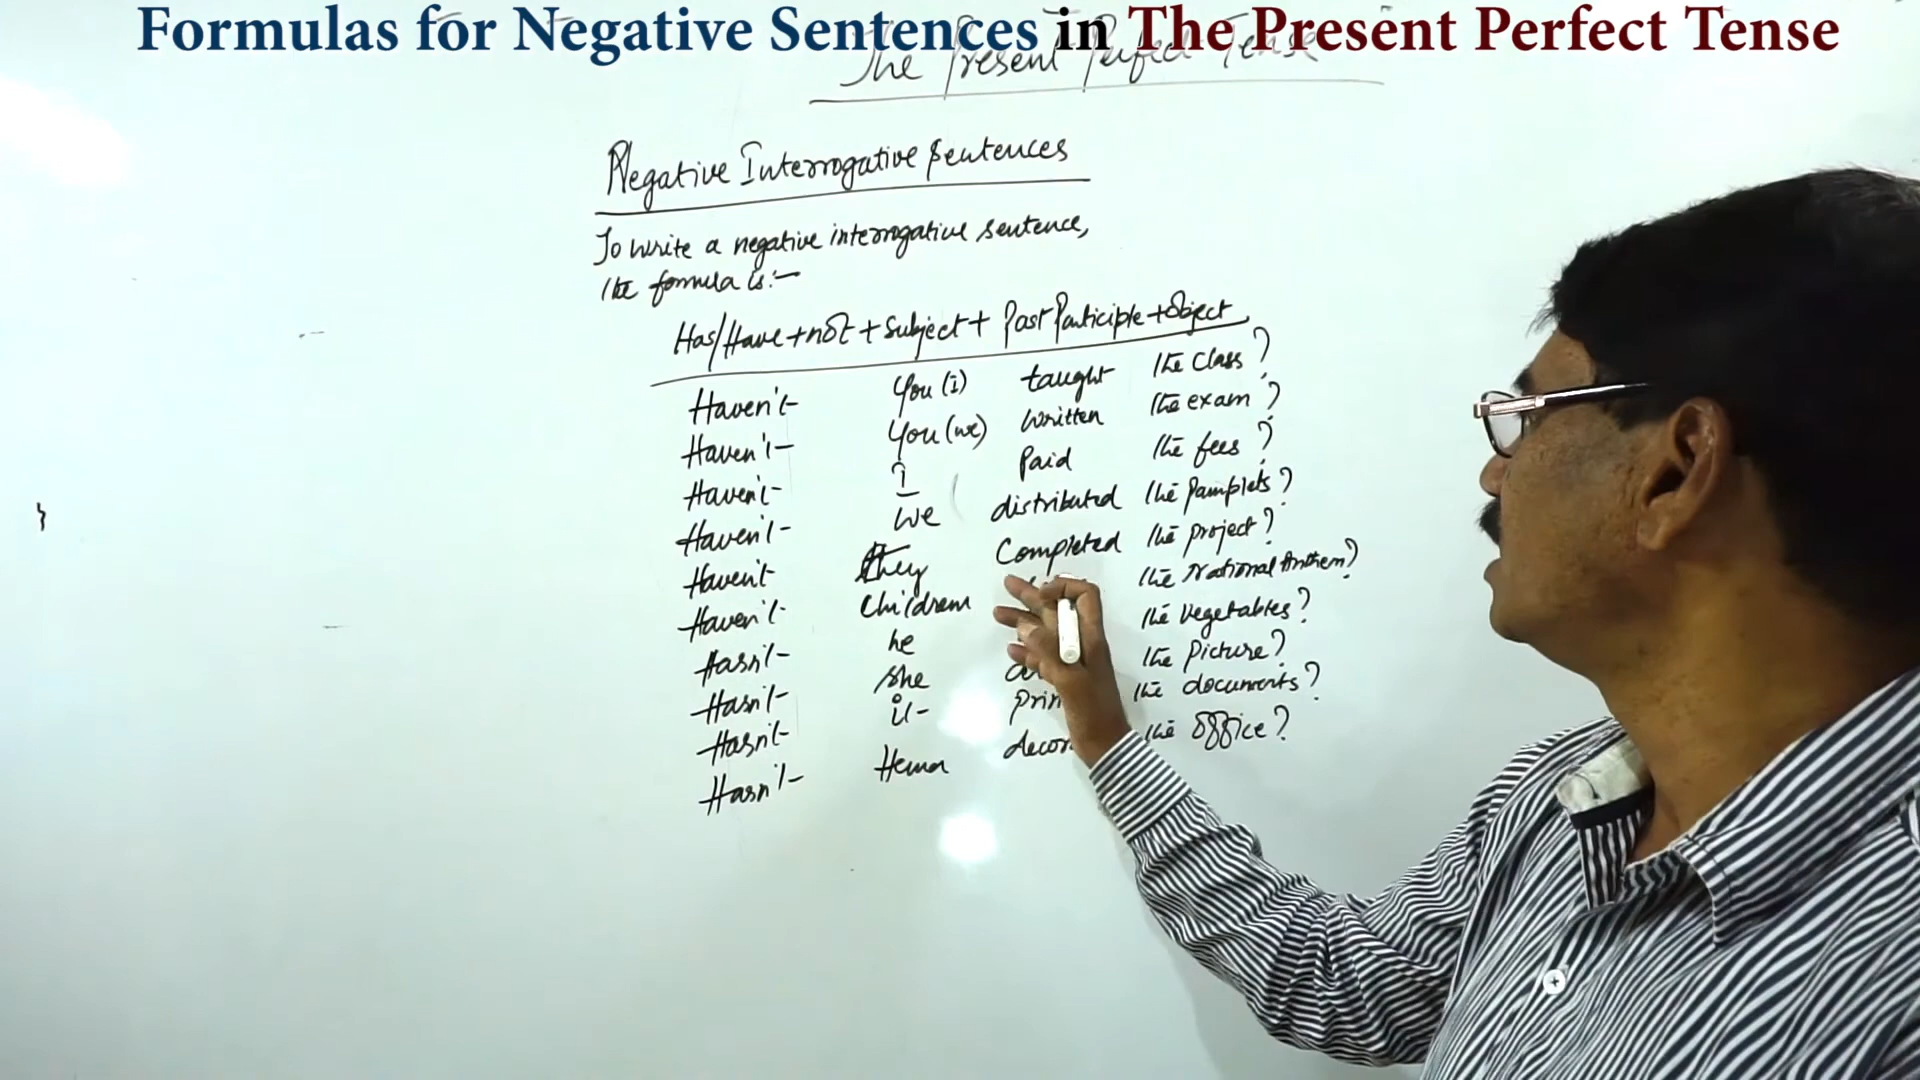 Formulas for Negative Sentences in The Present Perfect Tense
The Present Perfect Tense
Negative Interrogative Sentences
To write a negative interrogative sentence,
the formula is:-
Has/Have + not + Subject + Past Participle + Object
Haven't You (I) taught the class?
Haven't You (we) written the exam?
Haven't I Paid the fees?
Haven't we distributed the Pamplets?
Haven't they Completed the project?
Haven't Children the National Anthem?
Hasn't he the vegetables?
Hasn't she the Picture?
Hasn't it the documents?
Hasn't Hema the office?